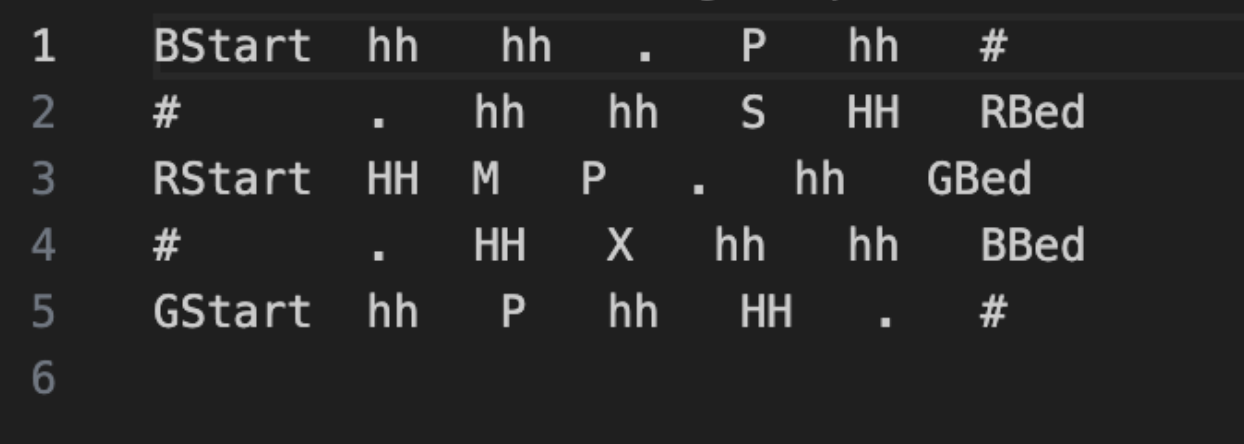 1 BStart hh hh . P hh #
2 # . hh hh S HH RBed
3 RStart HH M P . hh GBed
4 # . HH X hh hh BBed
5 GStart hh P hh HH . #
6